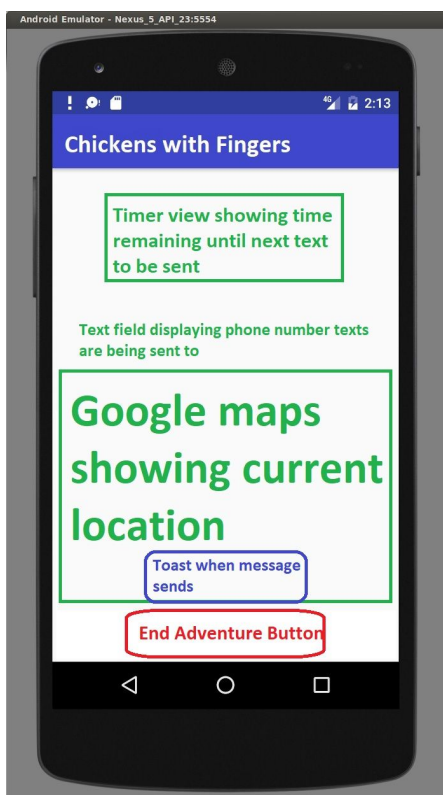 Android Emulator - Nexus_5_API_23:5554
4G 2:13
Chickens with Fingers
Timer view showing time
remaining until next text
to be sent
Text field displaying phone number texts
are being sent to
Google maps
showing current
location
Toast when message
sends
End Adventure Button